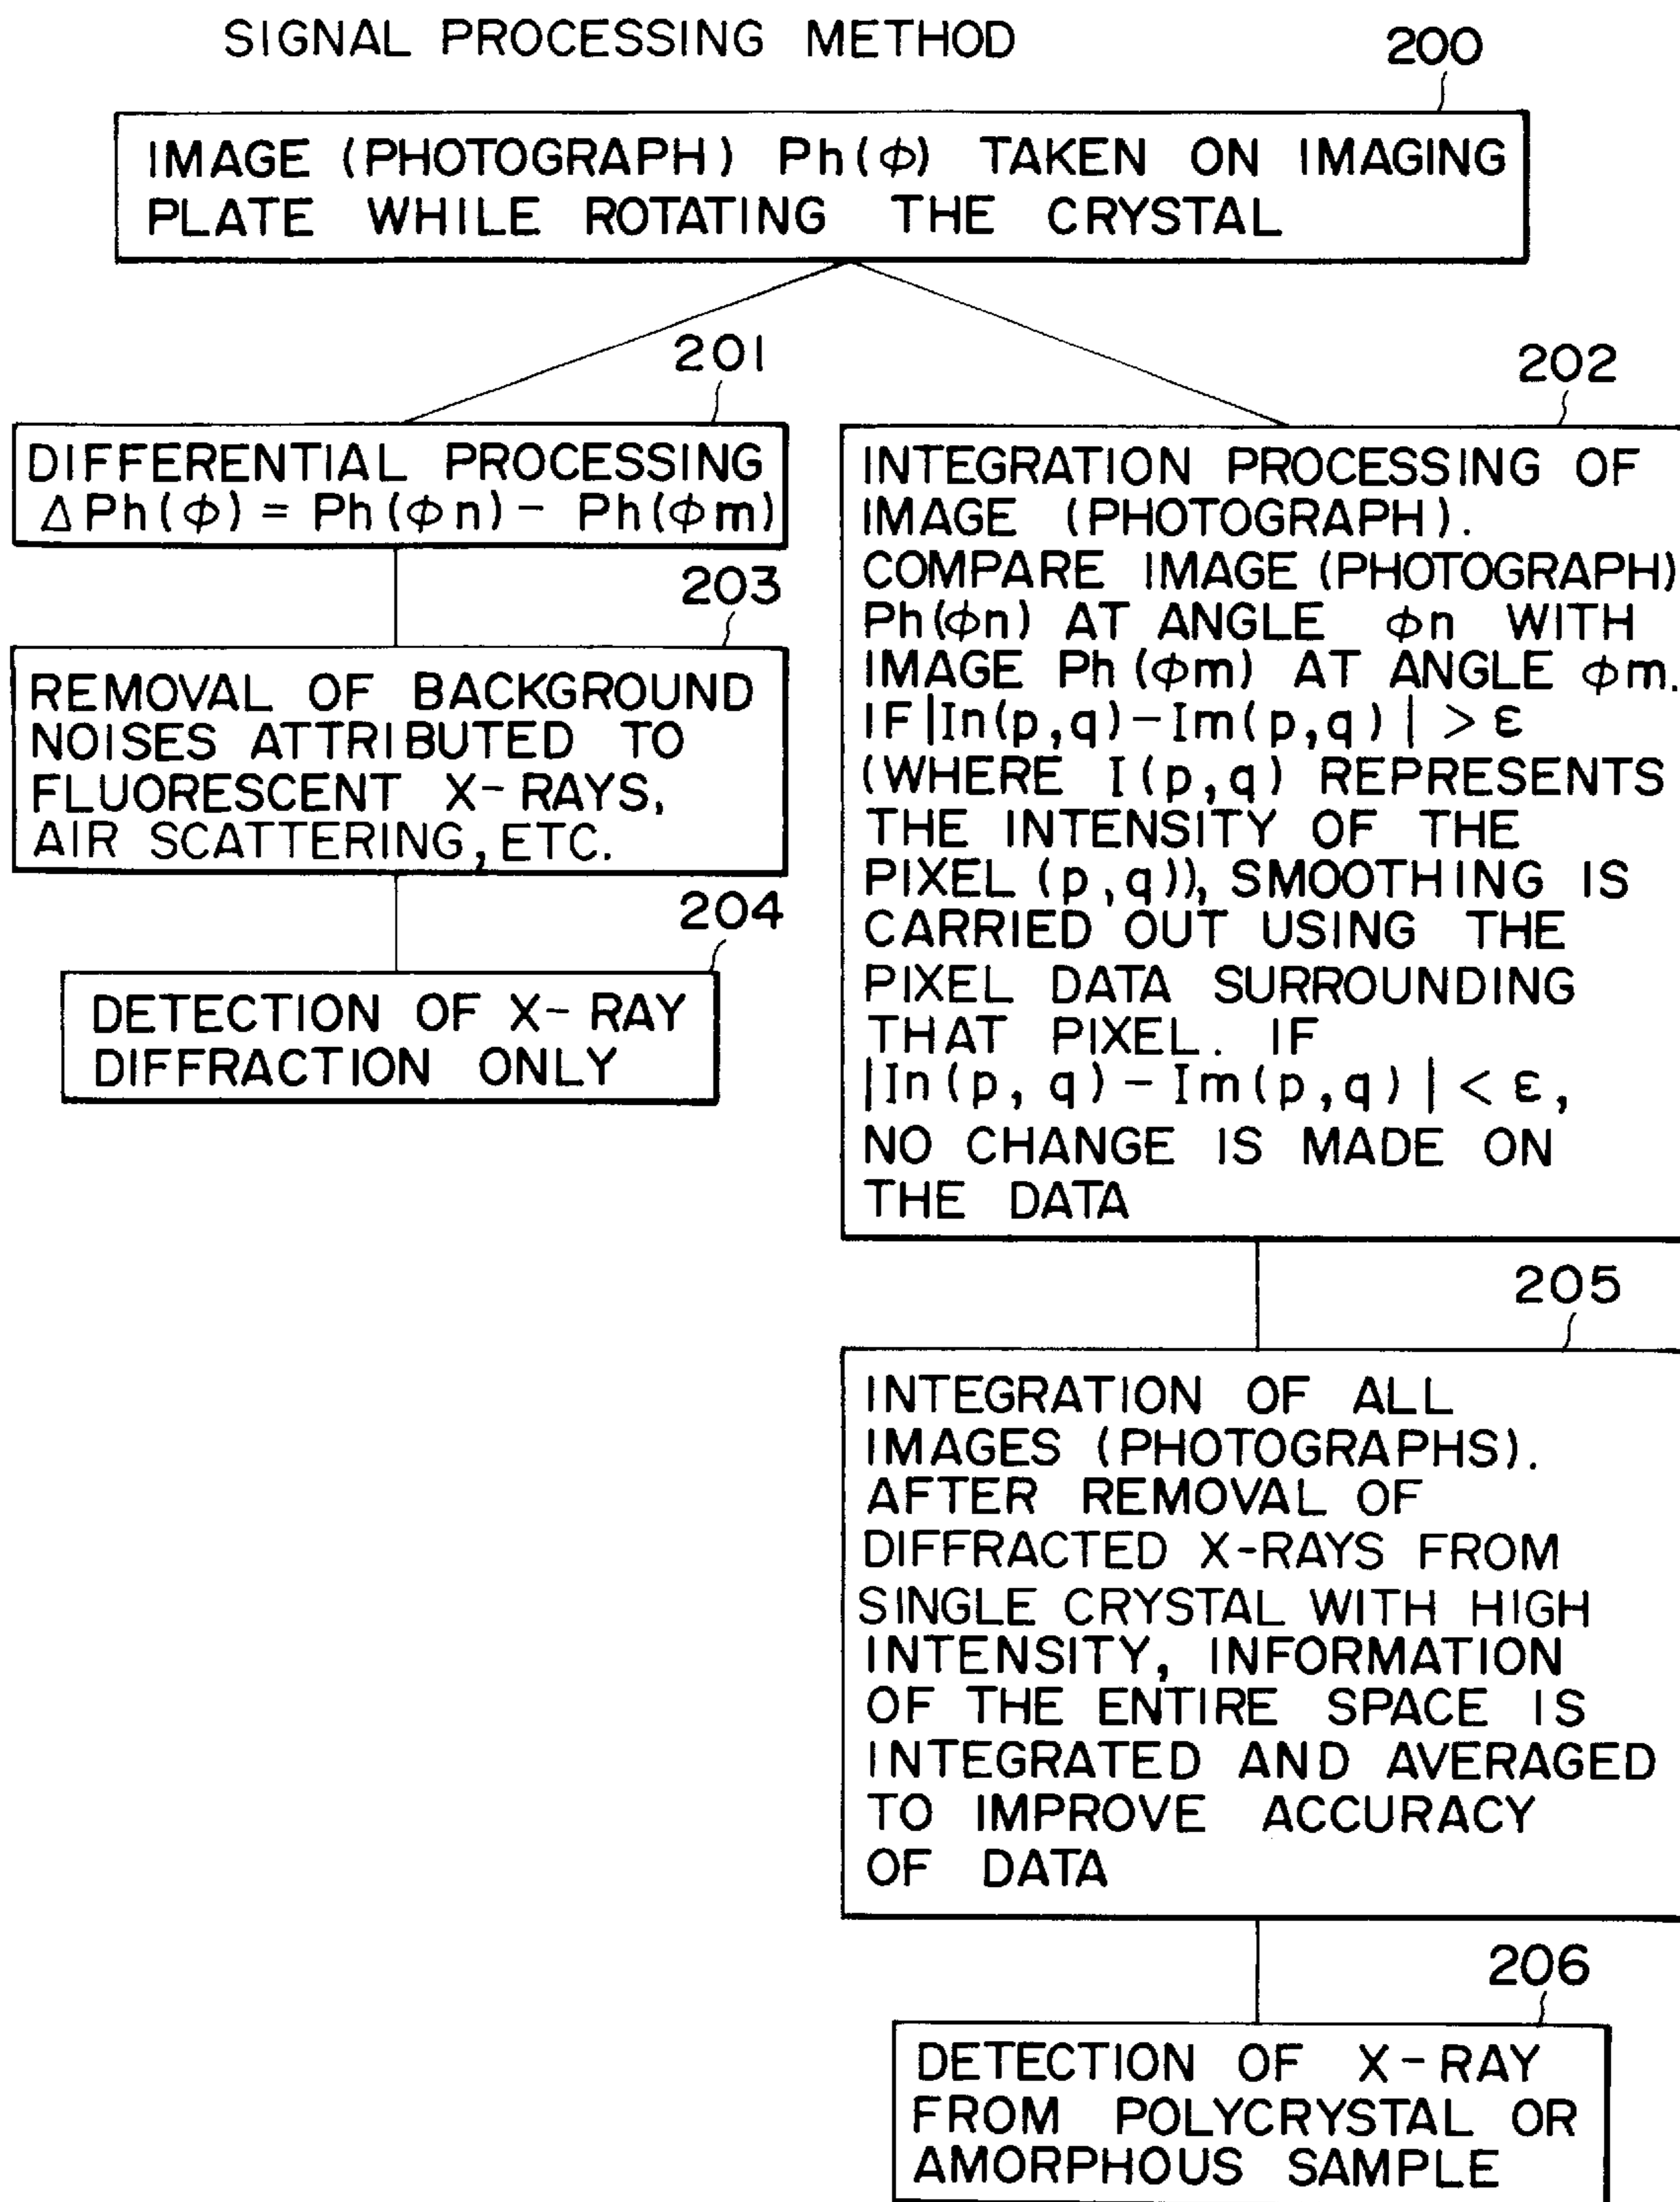 SIGNAL PROCESSING METHOD
200
IMAGE (PHOTOGRAPH) Ph(ϕ) TAKEN ON IMAGING
PLATE WHILE ROTATING THE CRYSTAL
201
DIFFERENTIAL PROCESSING
ΔPh(ϕ) = Ph(ϕn) - Ph(ϕm)
203
REMOVAL OF BACKGROUND
NOISES ATTRIBUTED TO
FLUORESCENT X-RAYS,
AIR SCATTERING, ETC.
204
DETECTION OF X-RAY
DIFFRACTION ONLY
202
INTEGRATION PROCESSING OF
IMAGE (PHOTOGRAPH).
COMPARE IMAGE (PHOTOGRAPH)
Ph(ϕn) AT ANGLE ϕn WITH
IMAGE Ph(ϕm) AT ANGLE ϕm.
IF |In(p,q)-Im(p,q)| > ε
(WHERE I(p,q) REPRESENTS
THE INTENSITY OF THE
PIXEL (p,q)), SMOOTHING IS
CARRIED OUT USING THE
PIXEL DATA SURROUNDING
THAT PIXEL. IF
|In(p,q)-Im(p,q)| < ε,
NO CHANGE IS MADE ON
THE DATA
205
INTEGRATION OF ALL
IMAGES (PHOTOGRAPHS).
AFTER REMOVAL OF
DIFFRACTED X-RAYS FROM
SINGLE CRYSTAL WITH HIGH
INTENSITY, INFORMATION
OF THE ENTIRE SPACE IS
INTEGRATED AND AVERAGED
TO IMPROVE ACCURACY
OF DATA
206
DETECTION OF X-RAY
FROM POLYCRYSTAL OR
AMORPHOUS SAMPLE